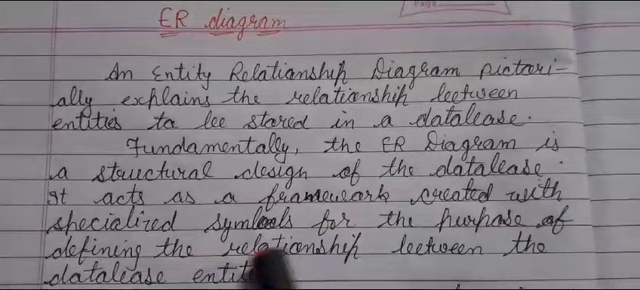 ER diagram
An Entity Relationship Diagram pictori-
ally explains the relationship between
entities to be stored in a database.
Fundamentally, the ER Diagram is
a structural design of the database.
It acts as a framework created with
specialized symbols for the purpose of
defining the relationship between the
database